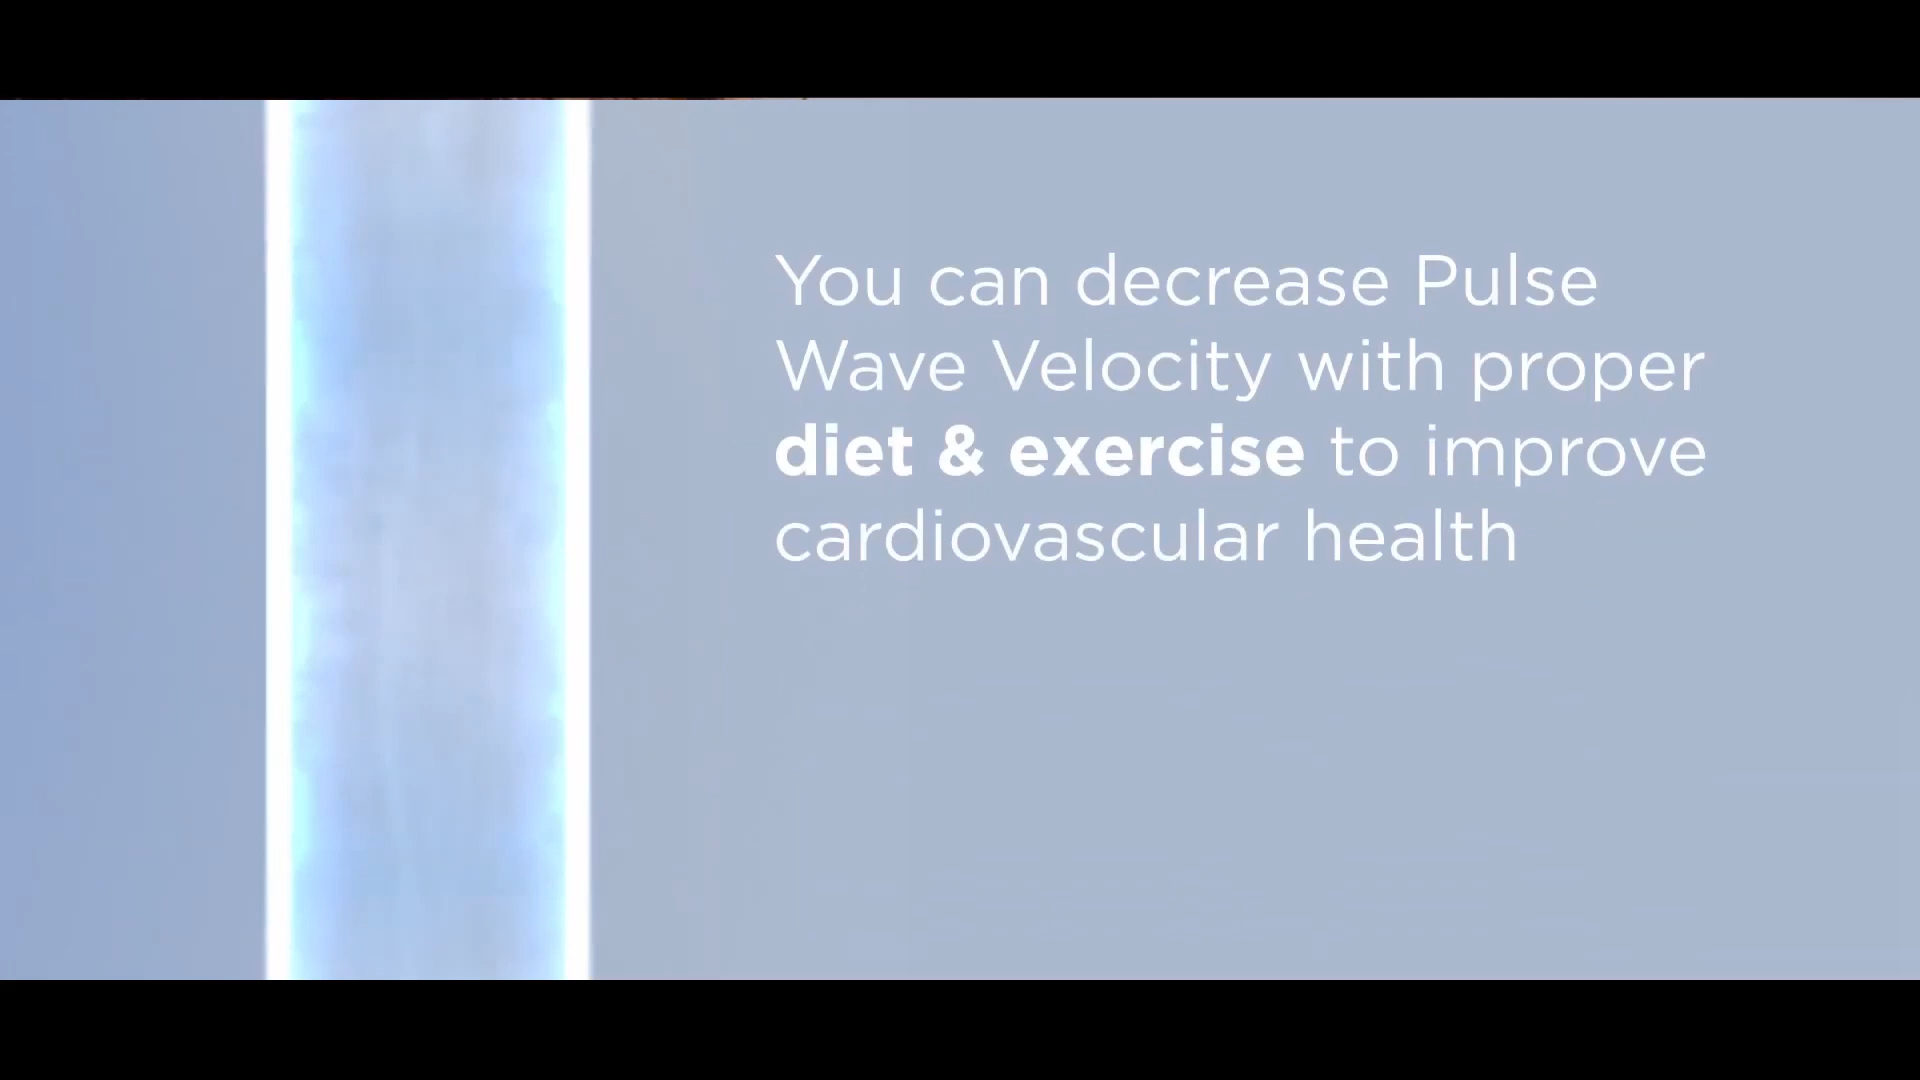 You can decrease Pulse
Wave Velocity with proper
diet & exercise to improve
cardiovascular health